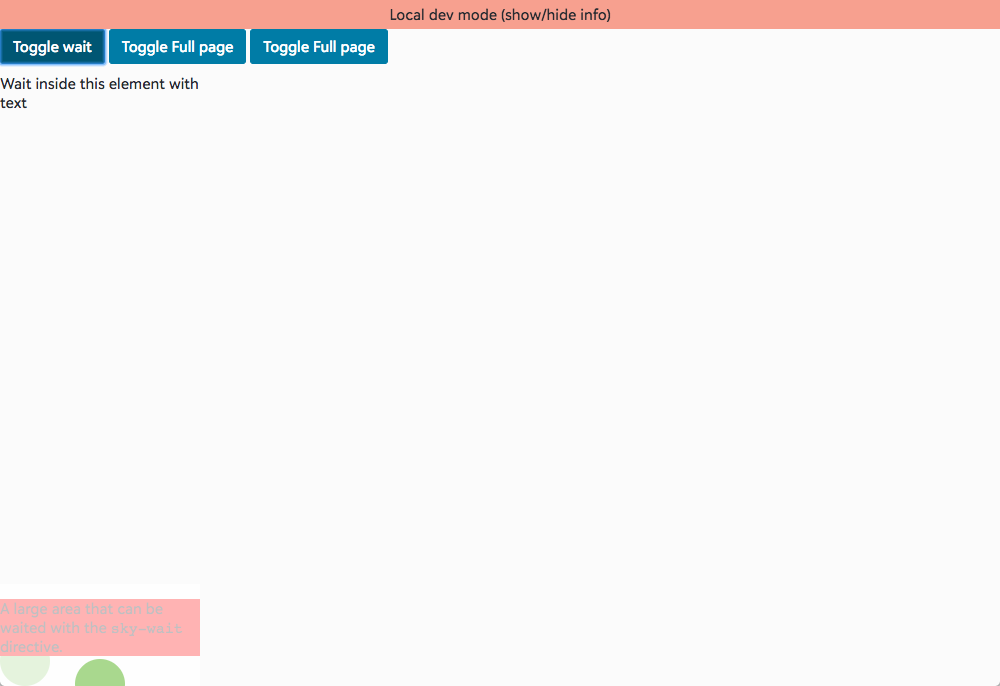 Local dev mode (show/hide info)
Toggle wait Toggle Full page Toggle Full page
Wait inside this element with
text
A large area that can be
waited with the sky-wait
directive.